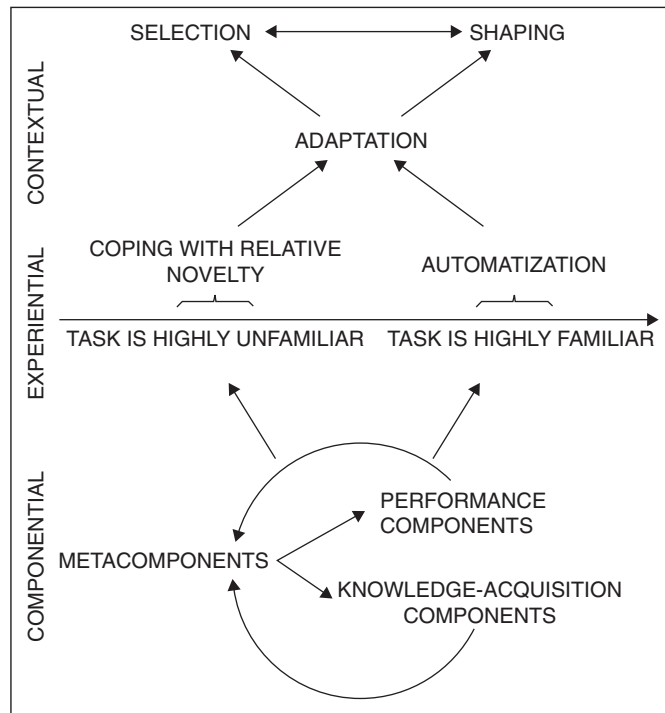 SELECTION
SHAPING
CONTEXTUAL
ADAPTATION
COPING WITH RELATIVE
NOVELTY
AUTOMATIZATION
EXPERIENTIAL
TASK IS HIGHLY UNFAMILIAR
TASK IS HIGHLY FAMILIAR
COMPONENTIAL
PERFORMANCE
COMPONENTS
METACOMPONENTS
KNOWLEDGE-ACQUISITION
COMPONENTS